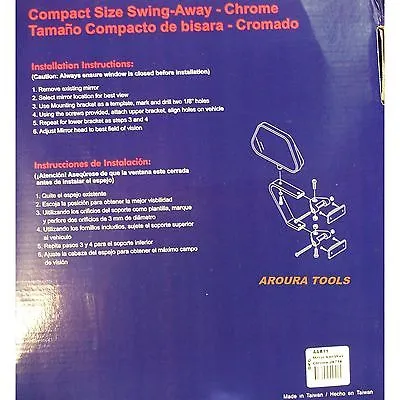 Compact Size Swing-Away - Chrome
Tamaño Compacto de bisara - Cromado
Installation Instructions:
(Caution: Always ensure window is closed before installation)
1. Remove existing mirror
2. Select mirror location for best view
3. Use Mounting bracket as a template, mark and drill two 1/8" holes
4. Using the screws provided, attach upper bracket, align holes on vehicle
5. Repeat for lower bracket as steps 3 and 4
6. Adjust Mirror head to best field of vision
Instrucciones de Instalación:
(¡Atención! Aseqúrese de que la ventana este cerrada
antes da instalar el espejo)
1. Quite el espejo existente
2. Escoja la posición para obtener la mejor visibilidad
3. Utilizando los orificios del soporte como plantilla, marque
y perfore dos orificios de 3 mm de diámetro
4. Utilizando los fornillos includos, sujete el soporte superior
al vehículo
5. Repita pasos 3 y 4 para el soporte inferior
6. Ajuste la cabeza del espejo para obtener el máximo campo
de visión
AROURA TOOLS
44811
Made in Taiwan / Hecho en Taiwan